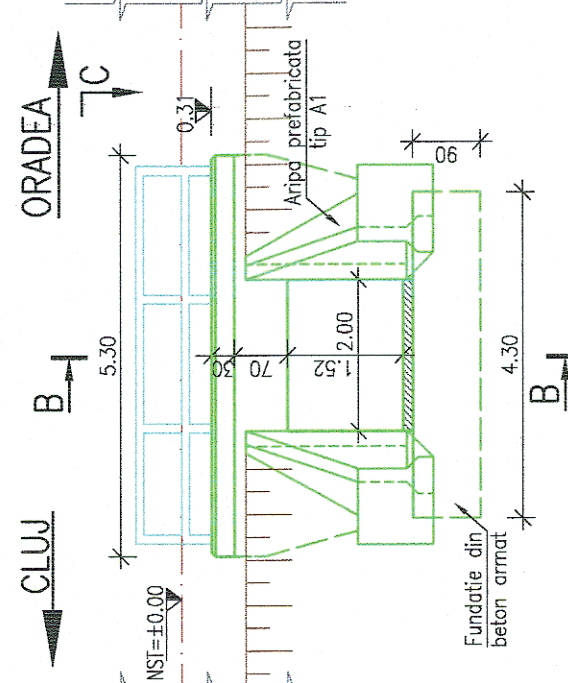 CLUJ
B
ORADEA
C
5.30
NST=±0.00
0.31
30
70
1.52
2.00
Aripa prefabricata
tip A1
90
4.30
Fundatie din
beton armat
B